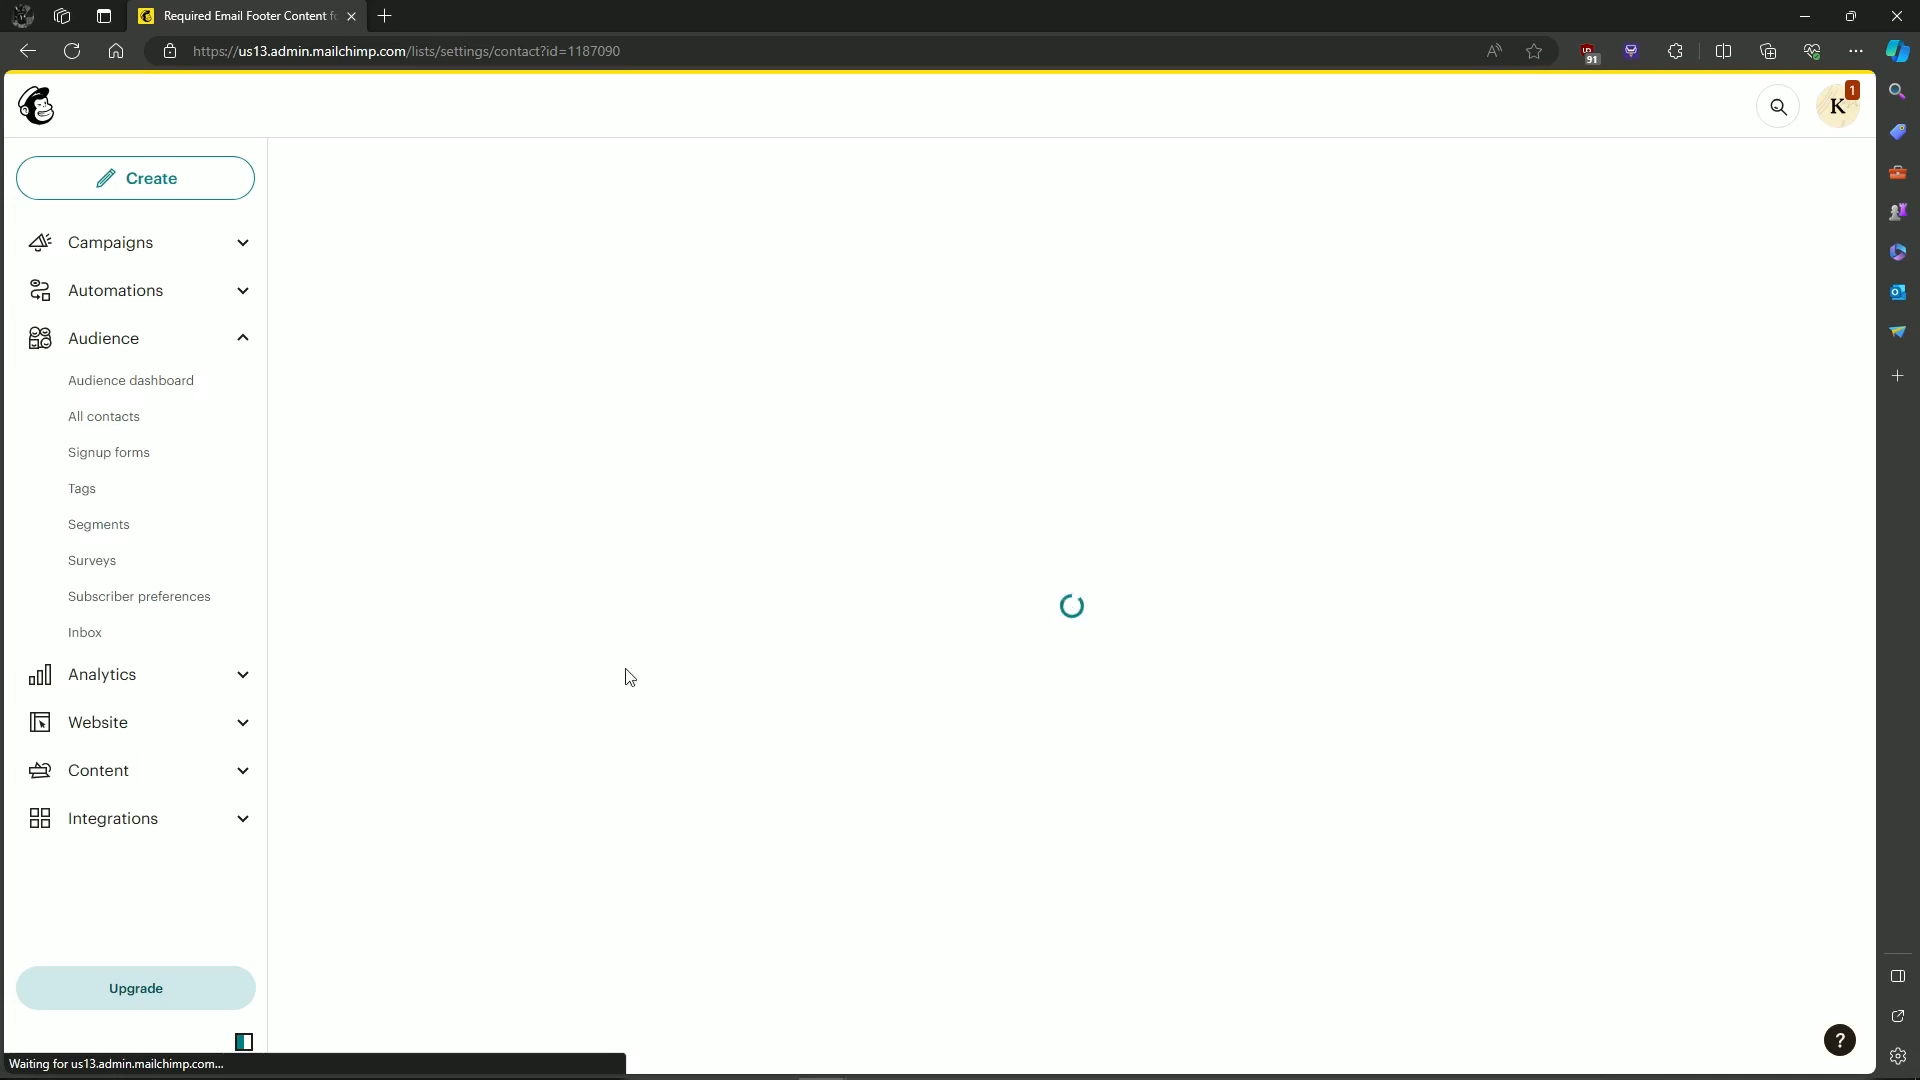 Required Email Footer Content f
https://us13.admin.mailchimp.com/lists/settings/contact?id=1187090
91
K
1
Create
Campaigns
Automations
Audience
Audience dashboard
All contacts
Signup forms
Tags
Segments
Surveys
Subscriber preferences
Inbox
Analytics
Website
Content
Integrations
Upgrade
?
Waiting for us13.admin.mailchimp.com...